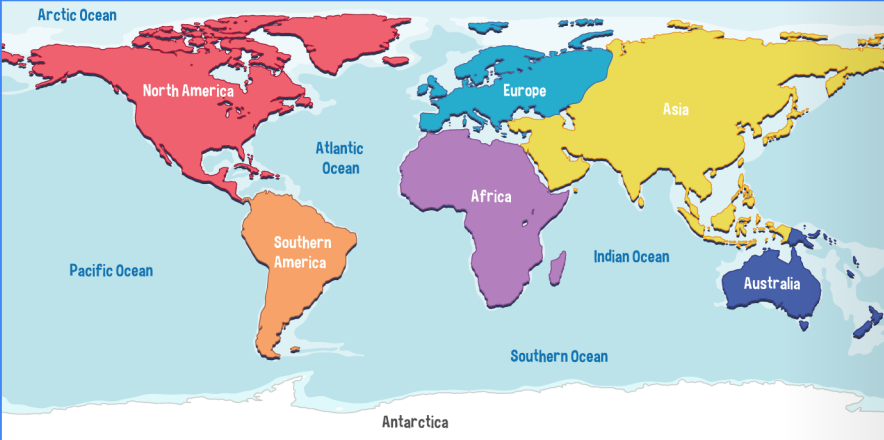 Arctic Ocean
North America
Europe
Asia
Atlantic
Ocean
Africa
Southern
America
Pacific Ocean
Indian Ocean
Australia
Southern Ocean
Antarctica